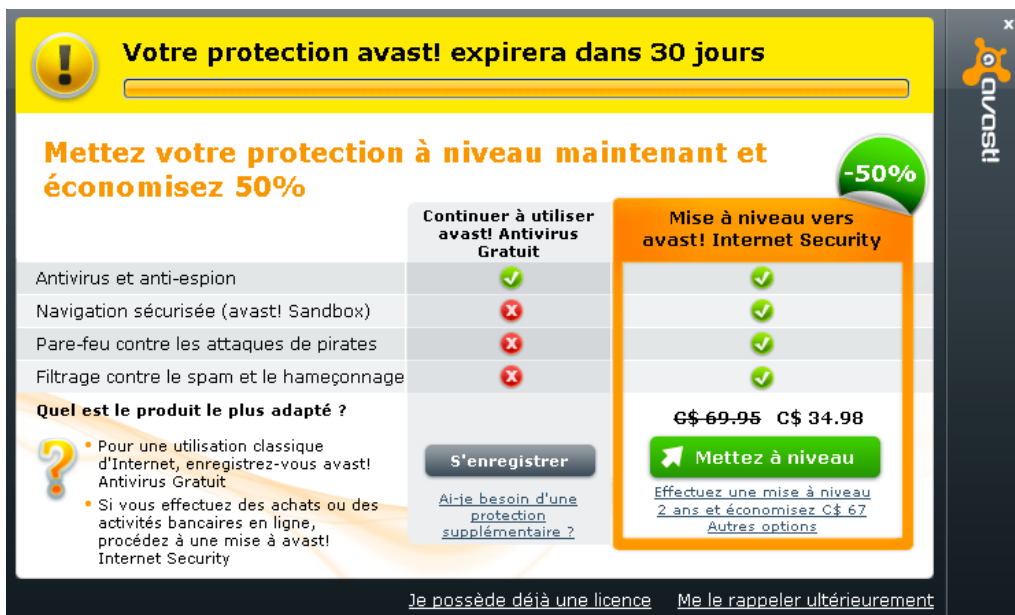 x
avast!
Votre protection avast! expirera dans 30 jours
Mettez votre protection à niveau maintenant et
économisez 50%
-50%
Continuer à utiliser
avast! Antivirus
Gratuit
Mise à niveau vers
avast! Internet Security
Antivirus et anti-espion
Navigation sécurisée (avast! Sandbox)
Pare-feu contre les attaques de pirates
Filtrage contre le spam et le hameçonnage
Quel est le produit le plus adapté ?
Pour une utilisation classique
d'Internet, enregistrez-vous avast!
Antivirus Gratuit
Si vous effectuez des achats ou des
activités bancaires en ligne,
procédez à une mise à avast!
Internet Security
S'enregistrer
Ai-je besoin d'une
protection
supplémentaire ?
C$ 69.95 C$ 34.98
Mettez à niveau
Effectuez une mise à niveau
2 ans et économisez C$ 67
Autres options
Je possède déjà une licence
Me le rappeler ultérieurement